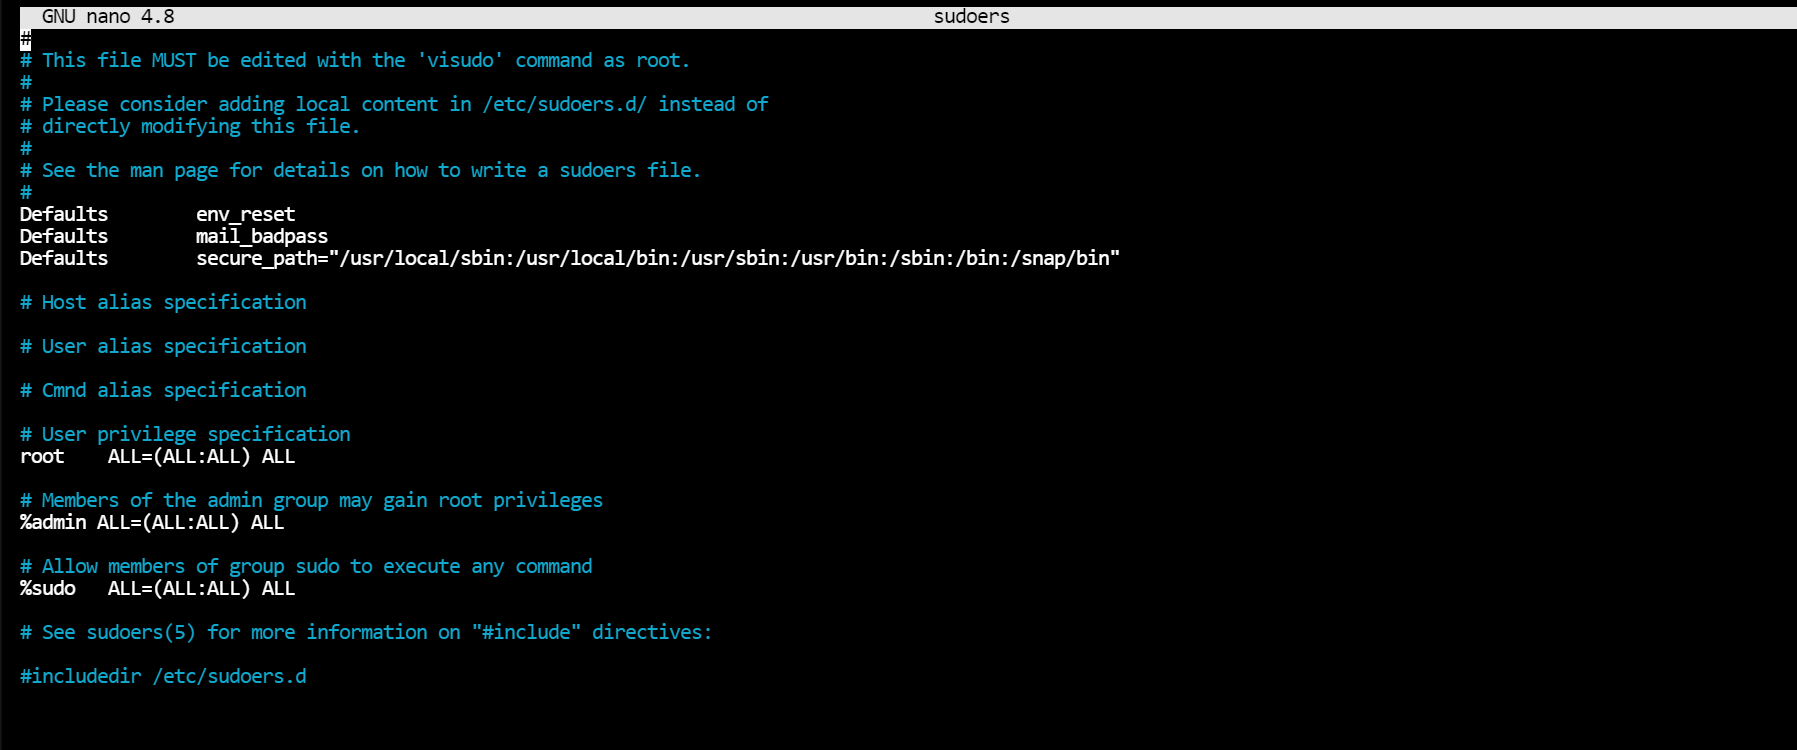 GNU nano 4.8 sudoers
#
# This file MUST be edited with the 'visudo' command as root.
#
# Please consider adding local content in /etc/sudoers.d/ instead of
# directly modifying this file.
#
# See the man page for details on how to write a sudoers file.
#
Defaults        env_reset
Defaults        mail_badpass
Defaults        secure_path="/usr/local/sbin:/usr/local/bin:/usr/sbin:/usr/bin:/sbin:/bin:/snap/bin"

# Host alias specification

# User alias specification

# Cmnd alias specification

# User privilege specification
root    ALL=(ALL:ALL) ALL

# Members of the admin group may gain root privileges
%admin ALL=(ALL:ALL) ALL

# Allow members of group sudo to execute any command
%sudo   ALL=(ALL:ALL) ALL

# See sudoers(5) for more information on "#include" directives:

#includedir /etc/sudoers.d